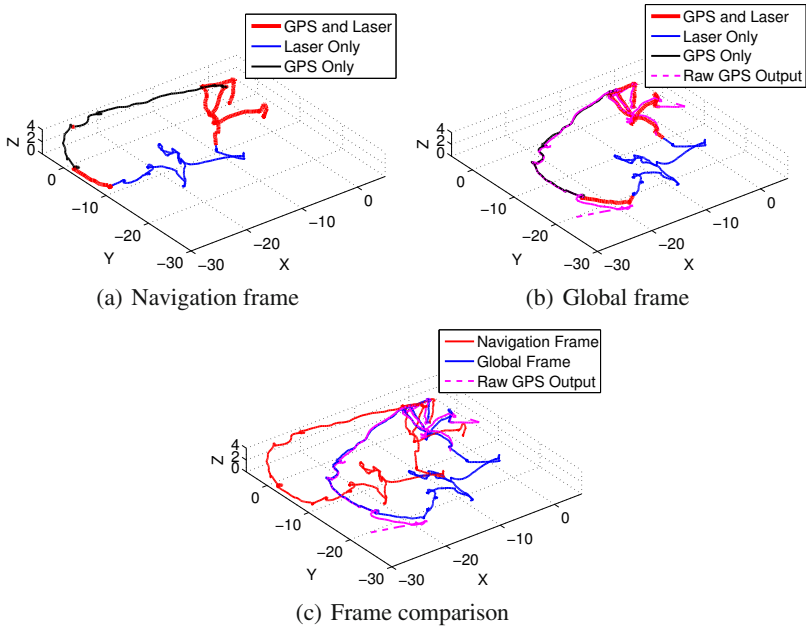 GPS and Laser
Laser Only
GPS Only
4
2
0
Z
0
−10
−20
−30
Y
−30
−20
−10
0
X
(a) Navigation frame
GPS and Laser
Laser Only
GPS Only
Raw GPS Output
4
2
0
Z
0
−10
−20
−30
Y
−30
−20
−10
0
X
(b) Global frame
Navigation Frame
Global Frame
Raw GPS Output
4
2
0
Z
0
−10
−20
−30
Y
−30
−20
−10
0
X
(c) Frame comparison